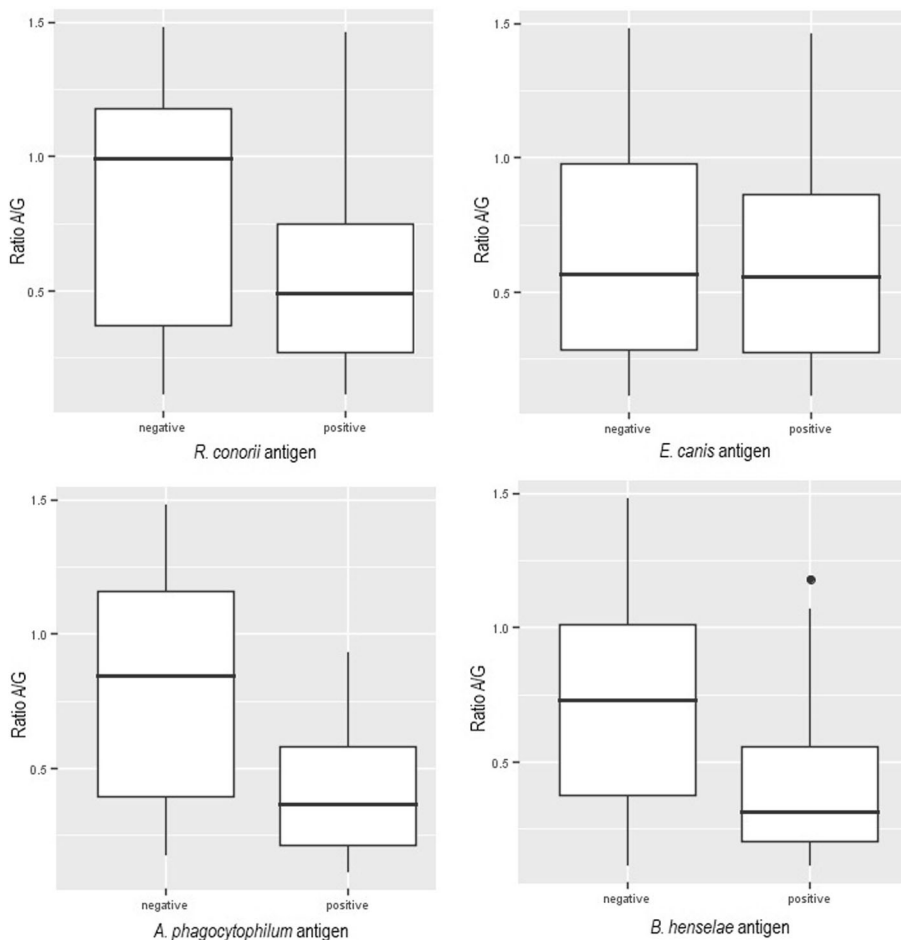 1.5
1.0
0.5
Ratio A/G
negative positive
R. conorii antigen
1.5
1.0
0.5
Ratio A/G
negative positive
E. canis antigen
1.5
1.0
0.5
Ratio A/G
negative positive
A. phagocytophilum antigen
1.5
1.0
0.5
Ratio A/G
negative positive
B. henselae antigen